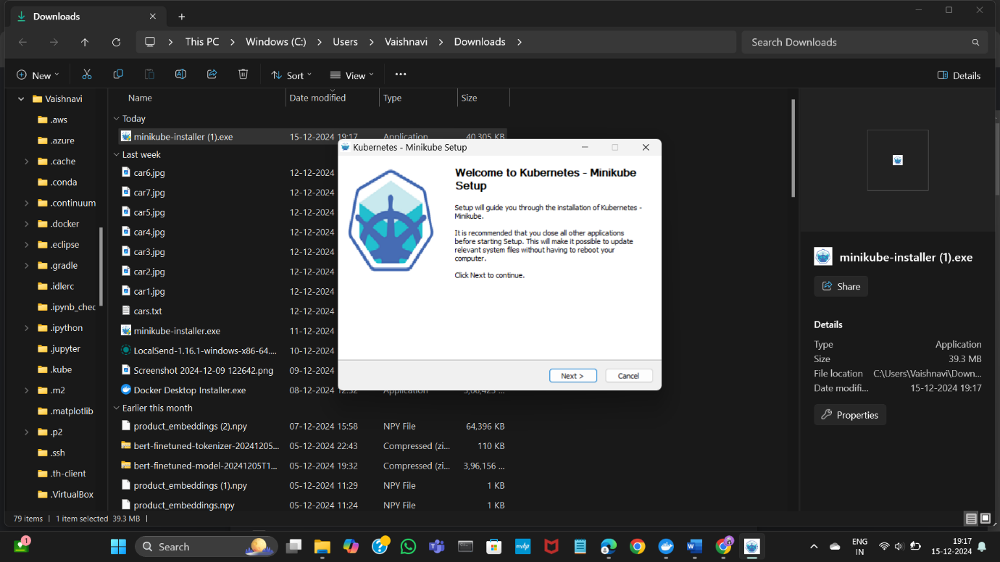 Downloads
This PC > Windows (C:) > Users > Vaishnavi > Downloads >
Search Downloads
New
Sort
View
Details
Vaishnavi
.aws
.azure
.cache
.conda
.continuum
.docker
.eclipse
.gradle
.idlerc
.ipynb_chec
.ipython
.jupyter
.kube
.m2
.matplotlib
.p2
.ssh
.th-client
.VirtualBox
Name Date modified Type Size
Today
minikube-installer (1).exe 15-12-2024 19:17 Application 40,305 KB
Last week
car6.jpg 12-12-2024
car7.jpg 12-12-2024
car5.jpg 12-12-2024
car4.jpg 12-12-2024
car3.jpg 12-12-2024
car2.jpg 12-12-2024
car1.jpg 12-12-2024
cars.txt 12-12-2024
minikube-installer.exe 11-12-2024
LocalSend-1.16.1-windows-x86-64.... 10-12-2024
Screenshot 2024-12-09 122642.png 09-12-2024
Docker Desktop Installer.exe 08-12-2024 12:52 Application 3,06,425 ...
Earlier this month
product_embeddings (2).npy 07-12-2024 15:58 NPY File 64,396 KB
bert-finetuned-tokenizer-20241205... 05-12-2024 22:43 Compressed (zi... 110 KB
bert-finetuned-model-20241205T1... 05-12-2024 19:32 Compressed (zi... 3,96,156 ...
product_embeddings (1).npy 05-12-2024 11:29 NPY File 1 KB
product_embeddings.npy 05-12-2024 11:24 NPY File 1 KB
Kubernetes - Minikube Setup
Welcome to Kubernetes - Minikube
Setup
Setup will guide you through the installation of Kubernetes -
Minikube.
It is recommended that you close all other applications
before starting Setup. This will make it possible to update
relevant system files without having to reboot your
computer.
Click Next to continue.
Next >
Cancel
minikube-installer (1).exe
Share
Details
Type Application
Size 39.3 MB
File location C:\Users\Vaishnavi\Down...
Date modifi... 15-12-2024 19:17
Properties
79 items | 1 item selected 39.3 MB |
1
Search
myhp
ENG
IN
19:17
15-12-2024